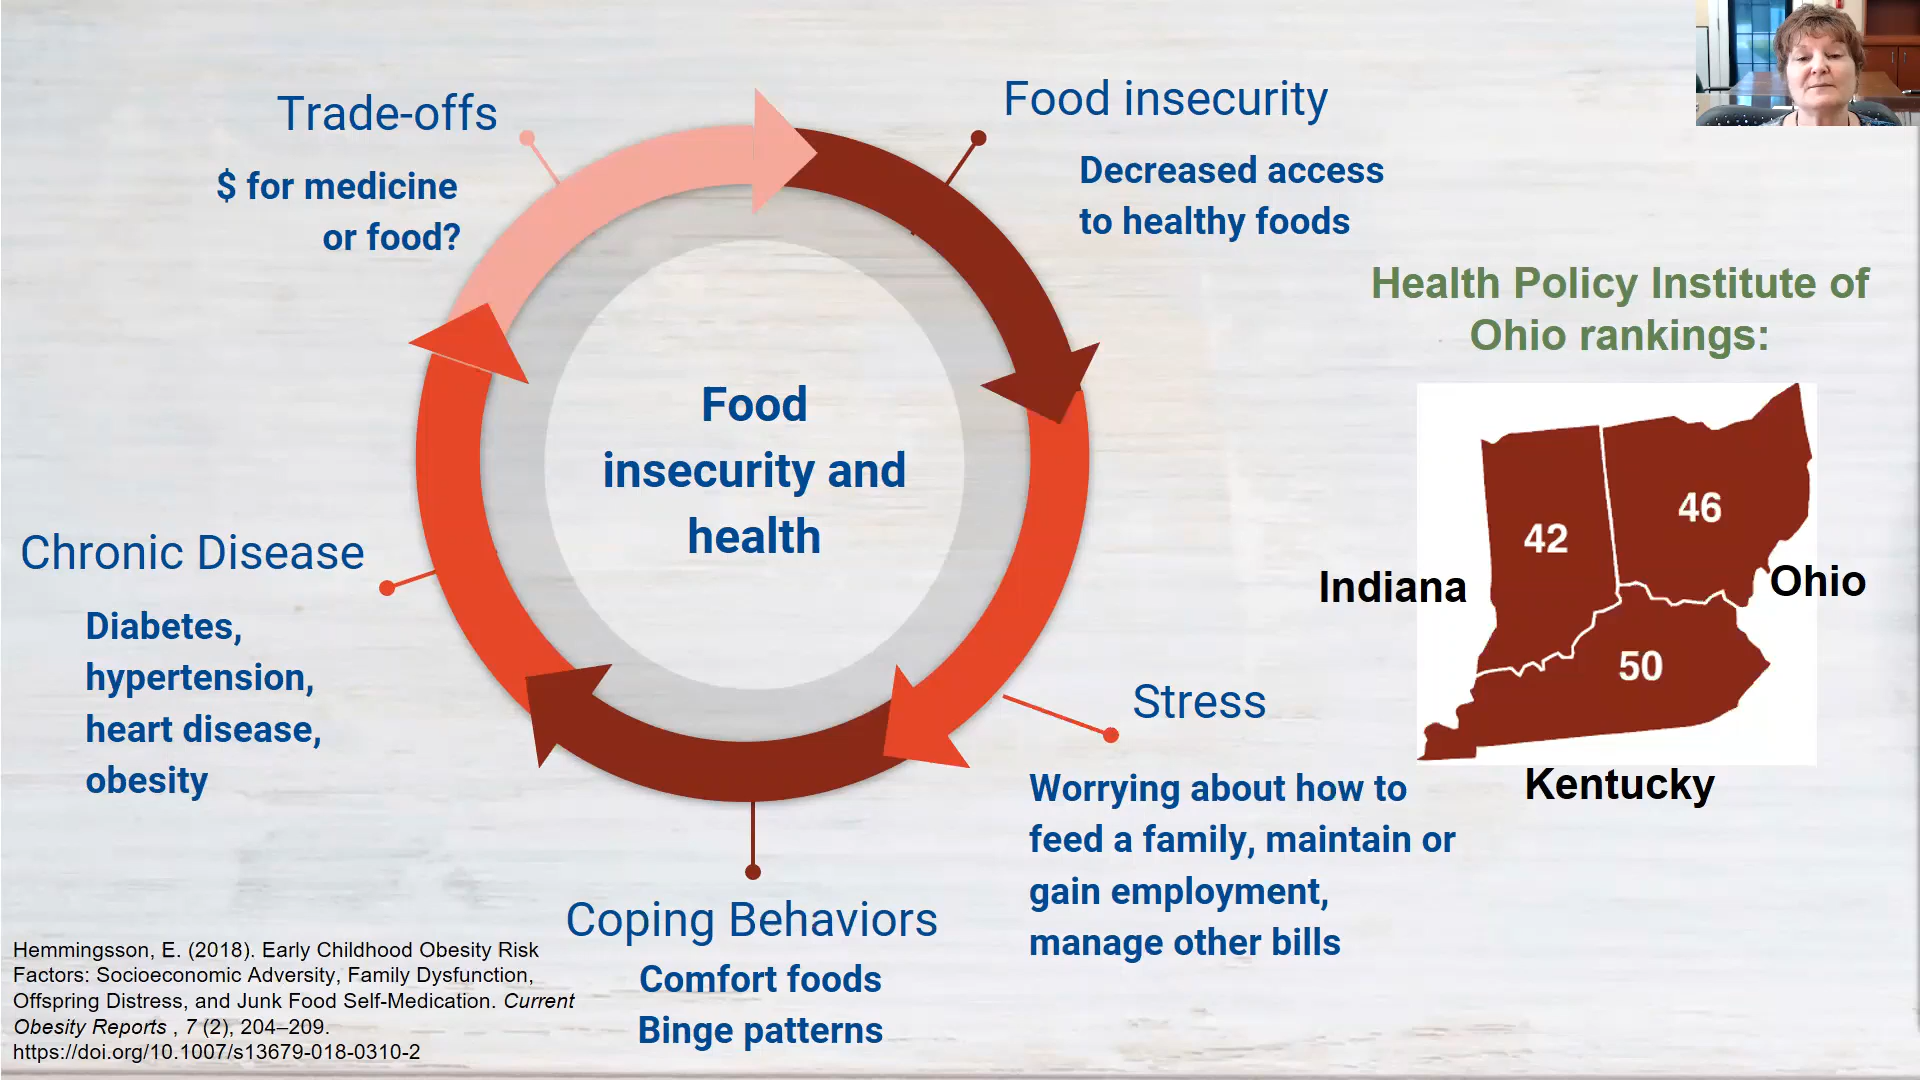 Trade-offs
$ for medicine
or food?
Food insecurity
Decreased access
to healthy foods
Health Policy Institute of
Ohio rankings:
42
46
50
Indiana
Ohio
Kentucky
Food
insecurity and
health
Chronic Disease
Diabetes,
hypertension,
heart disease,
obesity
Stress
Worrying about how to
feed a family, maintain or
gain employment,
manage other bills
Coping Behaviors
Comfort foods
Binge patterns
Hemmingsson, E. (2018). Early Childhood Obesity Risk
Factors: Socioeconomic Adversity, Family Dysfunction,
Offspring Distress, and Junk Food Self-Medication. Current
Obesity Reports , 7 (2), 204–209.
https://doi.org/10.1007/s13679-018-0310-2